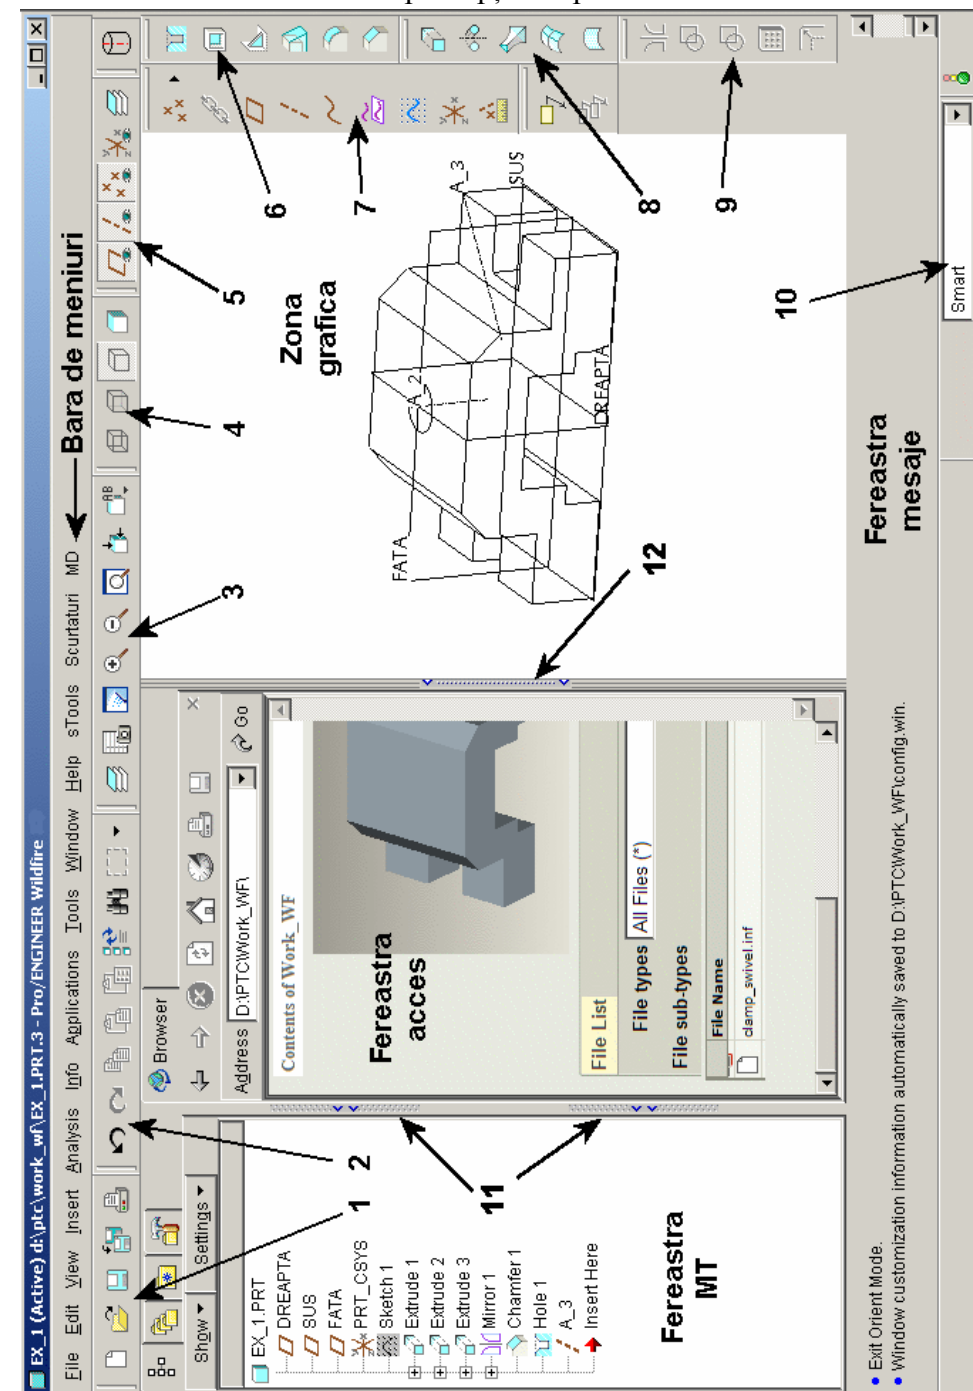 EX_1 (Active) d:\ptc\work_wf\EX_1.PRT.3 - Pro/ENGINEER Wildfire
File Edit View Insert Analysis Info Applications Tools Window Help sTools Scurtaturi MD
Bara de meniuri
1
2
3
4
5
6
7
8
9
10
11
12
Show
Settings
EX_1.PRT
DREAPTA
SUS
FATA
PRT_CSYS
Sketch 1
Extrude 1
Extrude 2
Extrude 3
Mirror 1
Chamfer 1
Hole 1
A_3
Insert Here
Fereastra
MT
Browser
Address D:\PTC\Work_WF\ Go
Contents of Work_WF
Fereastra
acces
File List
File types All Files (*)
File sub-types
File Name
clamp_swivel.inf
Zona
grafica
FATA
A_2
A_3
SUS
DREAPTA
Exit Orient Mode.
Window customization information automatically saved to D:\PTC\Work_WF\config.win.
Fereastra
mesaje
Smart